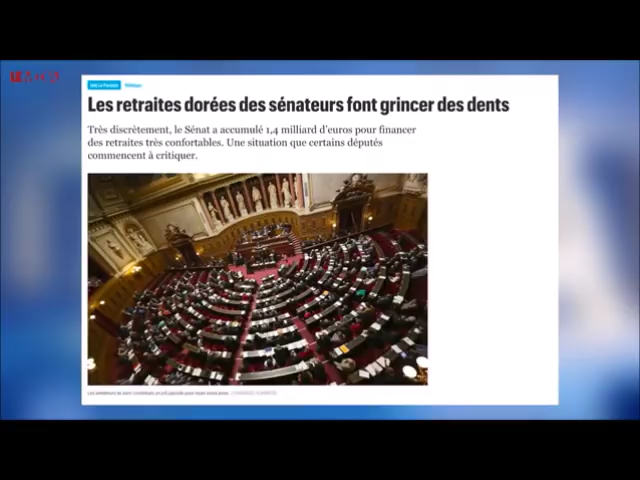 Les retraites dorées des sénateurs font grincer des dents
Très discrètement, le Sénat a accumulé 1,4 milliard d'euros pour financer
des retraites très confortables. Une situation que certains députés
commencent à critiquer.